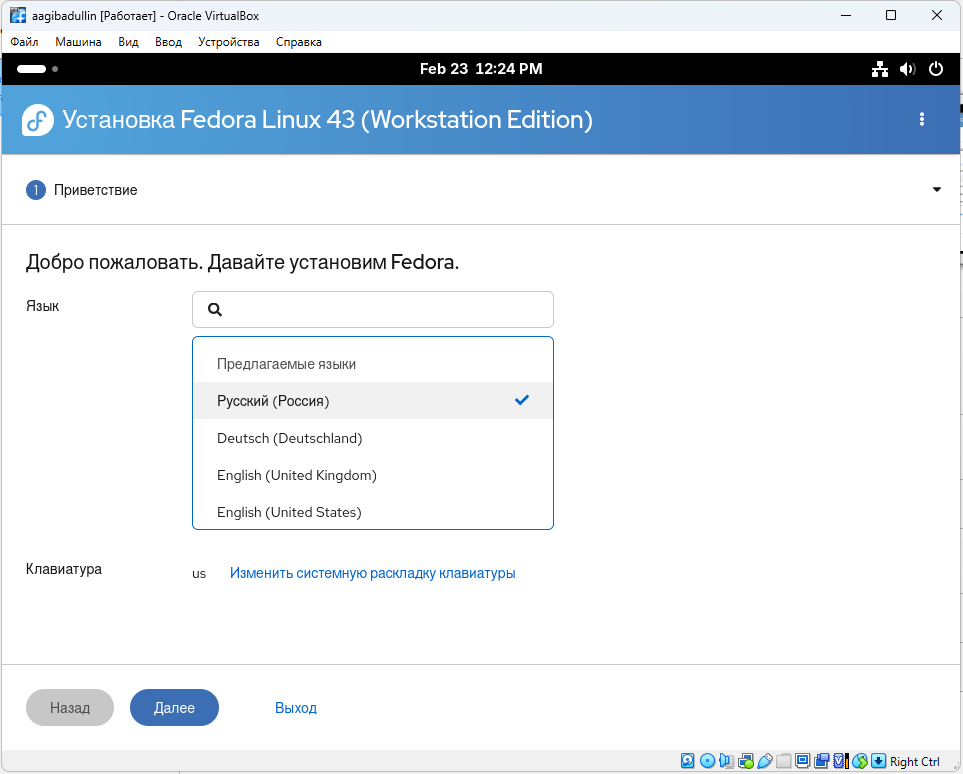 aagibadullin [Работает] - Oracle VirtualBox
Файл Машина Вид Ввод Устройства Справка
Feb 23 12:24 PM
Установка Fedora Linux 43 (Workstation Edition)
1 Приветствие
Добро пожаловать. Давайте установим Fedora.
Язык
Предлагаемые языки
Русский (Россия)
Deutsch (Deutschland)
English (United Kingdom)
English (United States)
Клавиатура us Изменить системную раскладку клавиатуры
Назад Далее Выход
Right Ctrl